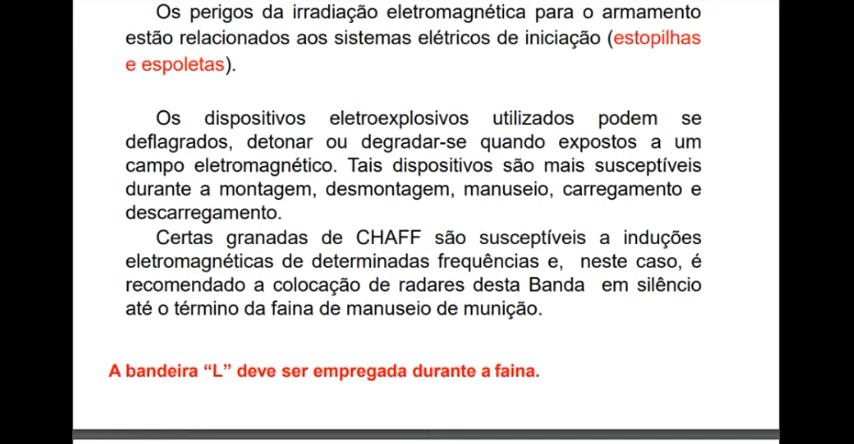 Os perigos da irradiação eletromagnética para o armamento
estão relacionados aos sistemas elétricos de iniciação (estopilhas
e espoletas).
Os dispositivos eletroexplosivos utilizados podem se
deflagrados, detonar ou degradar-se quando expostos a um
campo eletromagnético. Tais dispositivos são mais susceptíveis
durante a montagem, desmontagem, manuseio, carregamento e
descarregamento.
Certas granadas de CHAFF são susceptíveis a induções
eletromagnéticas de determinadas frequências e, neste caso, é
recomendado a colocação de radares desta Banda em silêncio
até o término da faina de manuseio de munição.
A bandeira “L” deve ser empregada durante a faina.